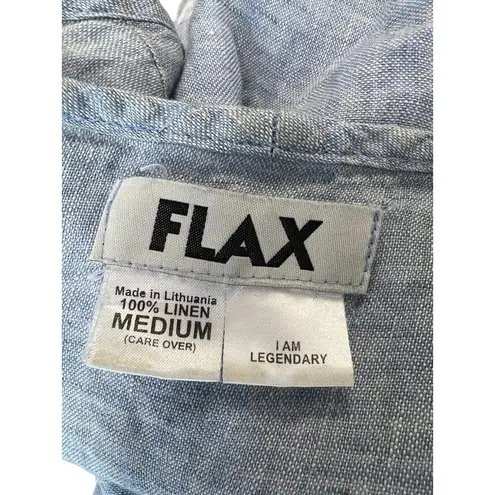 FLAX
Made in Lithuania
100% LINEN
MEDIUM
(CARE OVER)
I AM
LEGENDARY